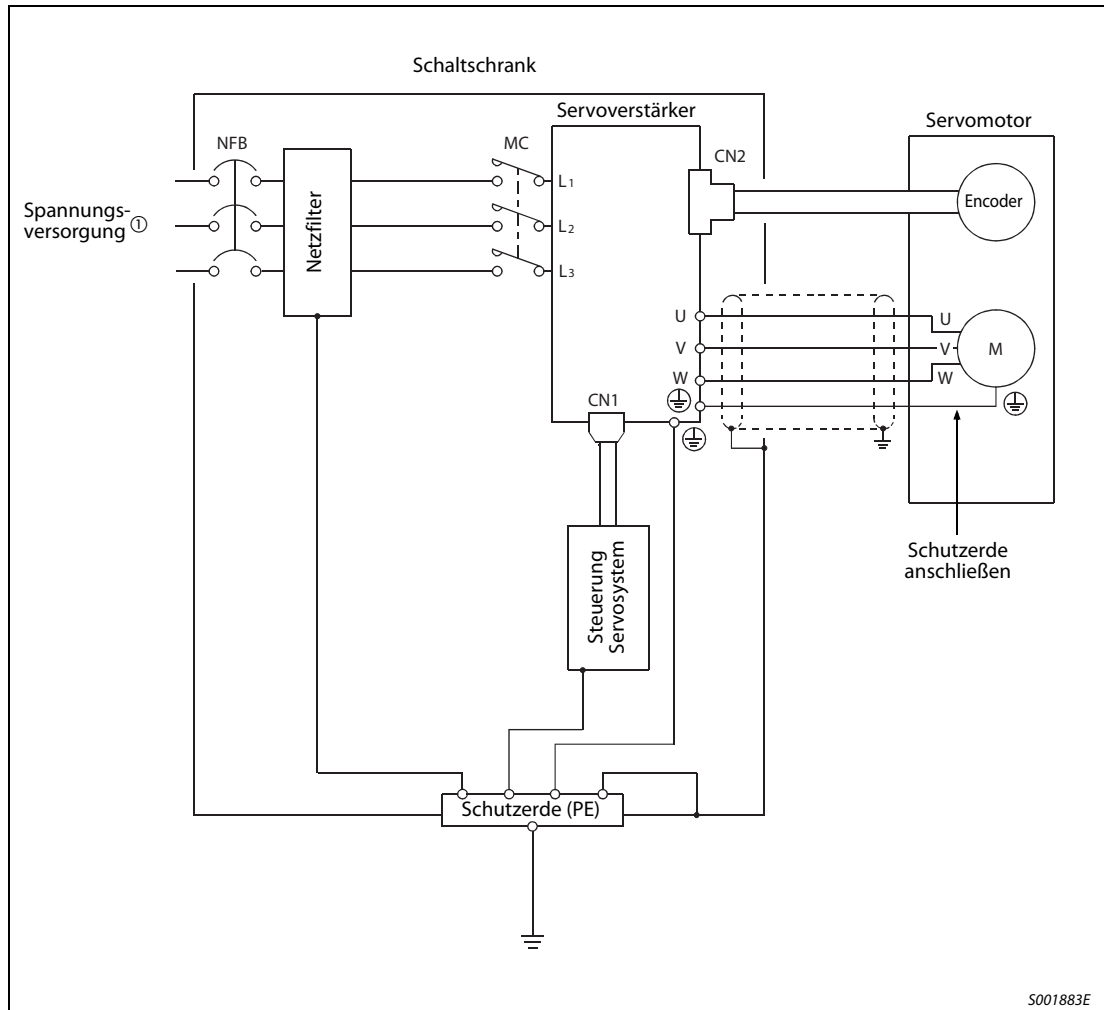 Schaltschrank
Servoverstärker
Servomotor
NFB
MC
CN2
L1
Encoder
Spannungs-
versorgung ①
Netzfilter
L2
L3
U
U
V
V
M
W
W
CN1
Schutzerde
anschließen
Steuerung
Servosystem
Schutzerde (PE)
S001883E